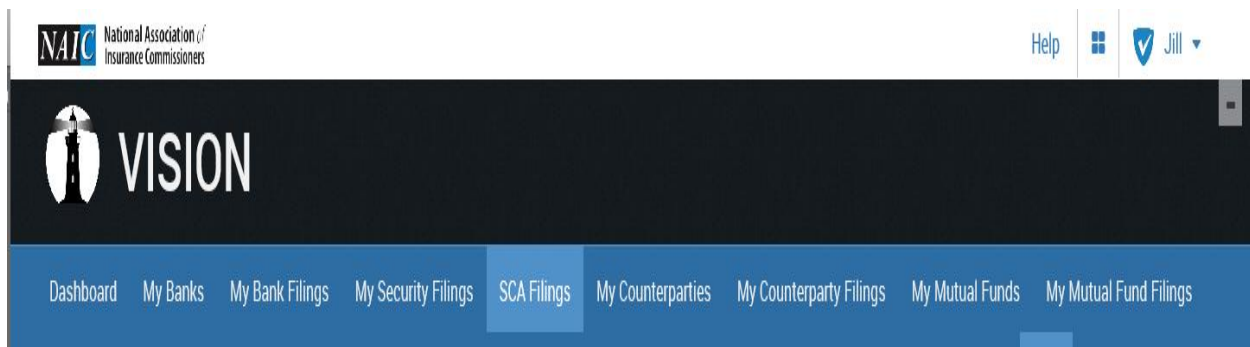 NAIC National Association of
Insurance Commissioners
Help Jill
VISION
Dashboard My Banks My Bank Filings My Security Filings SCA Filings My Counterparties My Counterparty Filings My Mutual Funds My Mutual Fund Filings